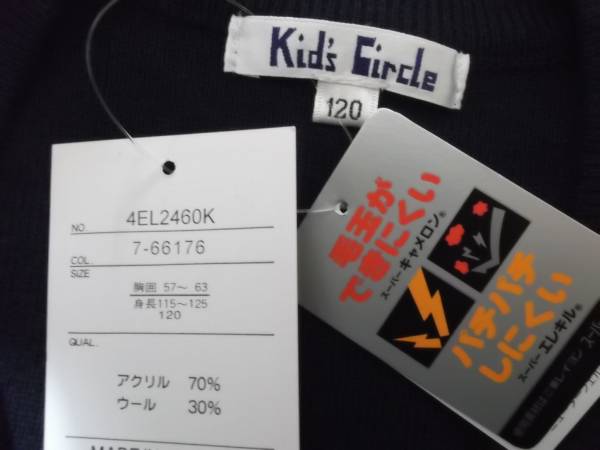 Kid's Circle
120
NO. 4EL2460K
COL. 7-66176
SIZE
胸囲 57～ 63
身長115～125
120
QUAL.
アクリル 70%
ウール 30%
MADE IN
毛玉が
できにくい
スーパーキャメロン®
パチパチ
しにくい
スーパーエレキル®